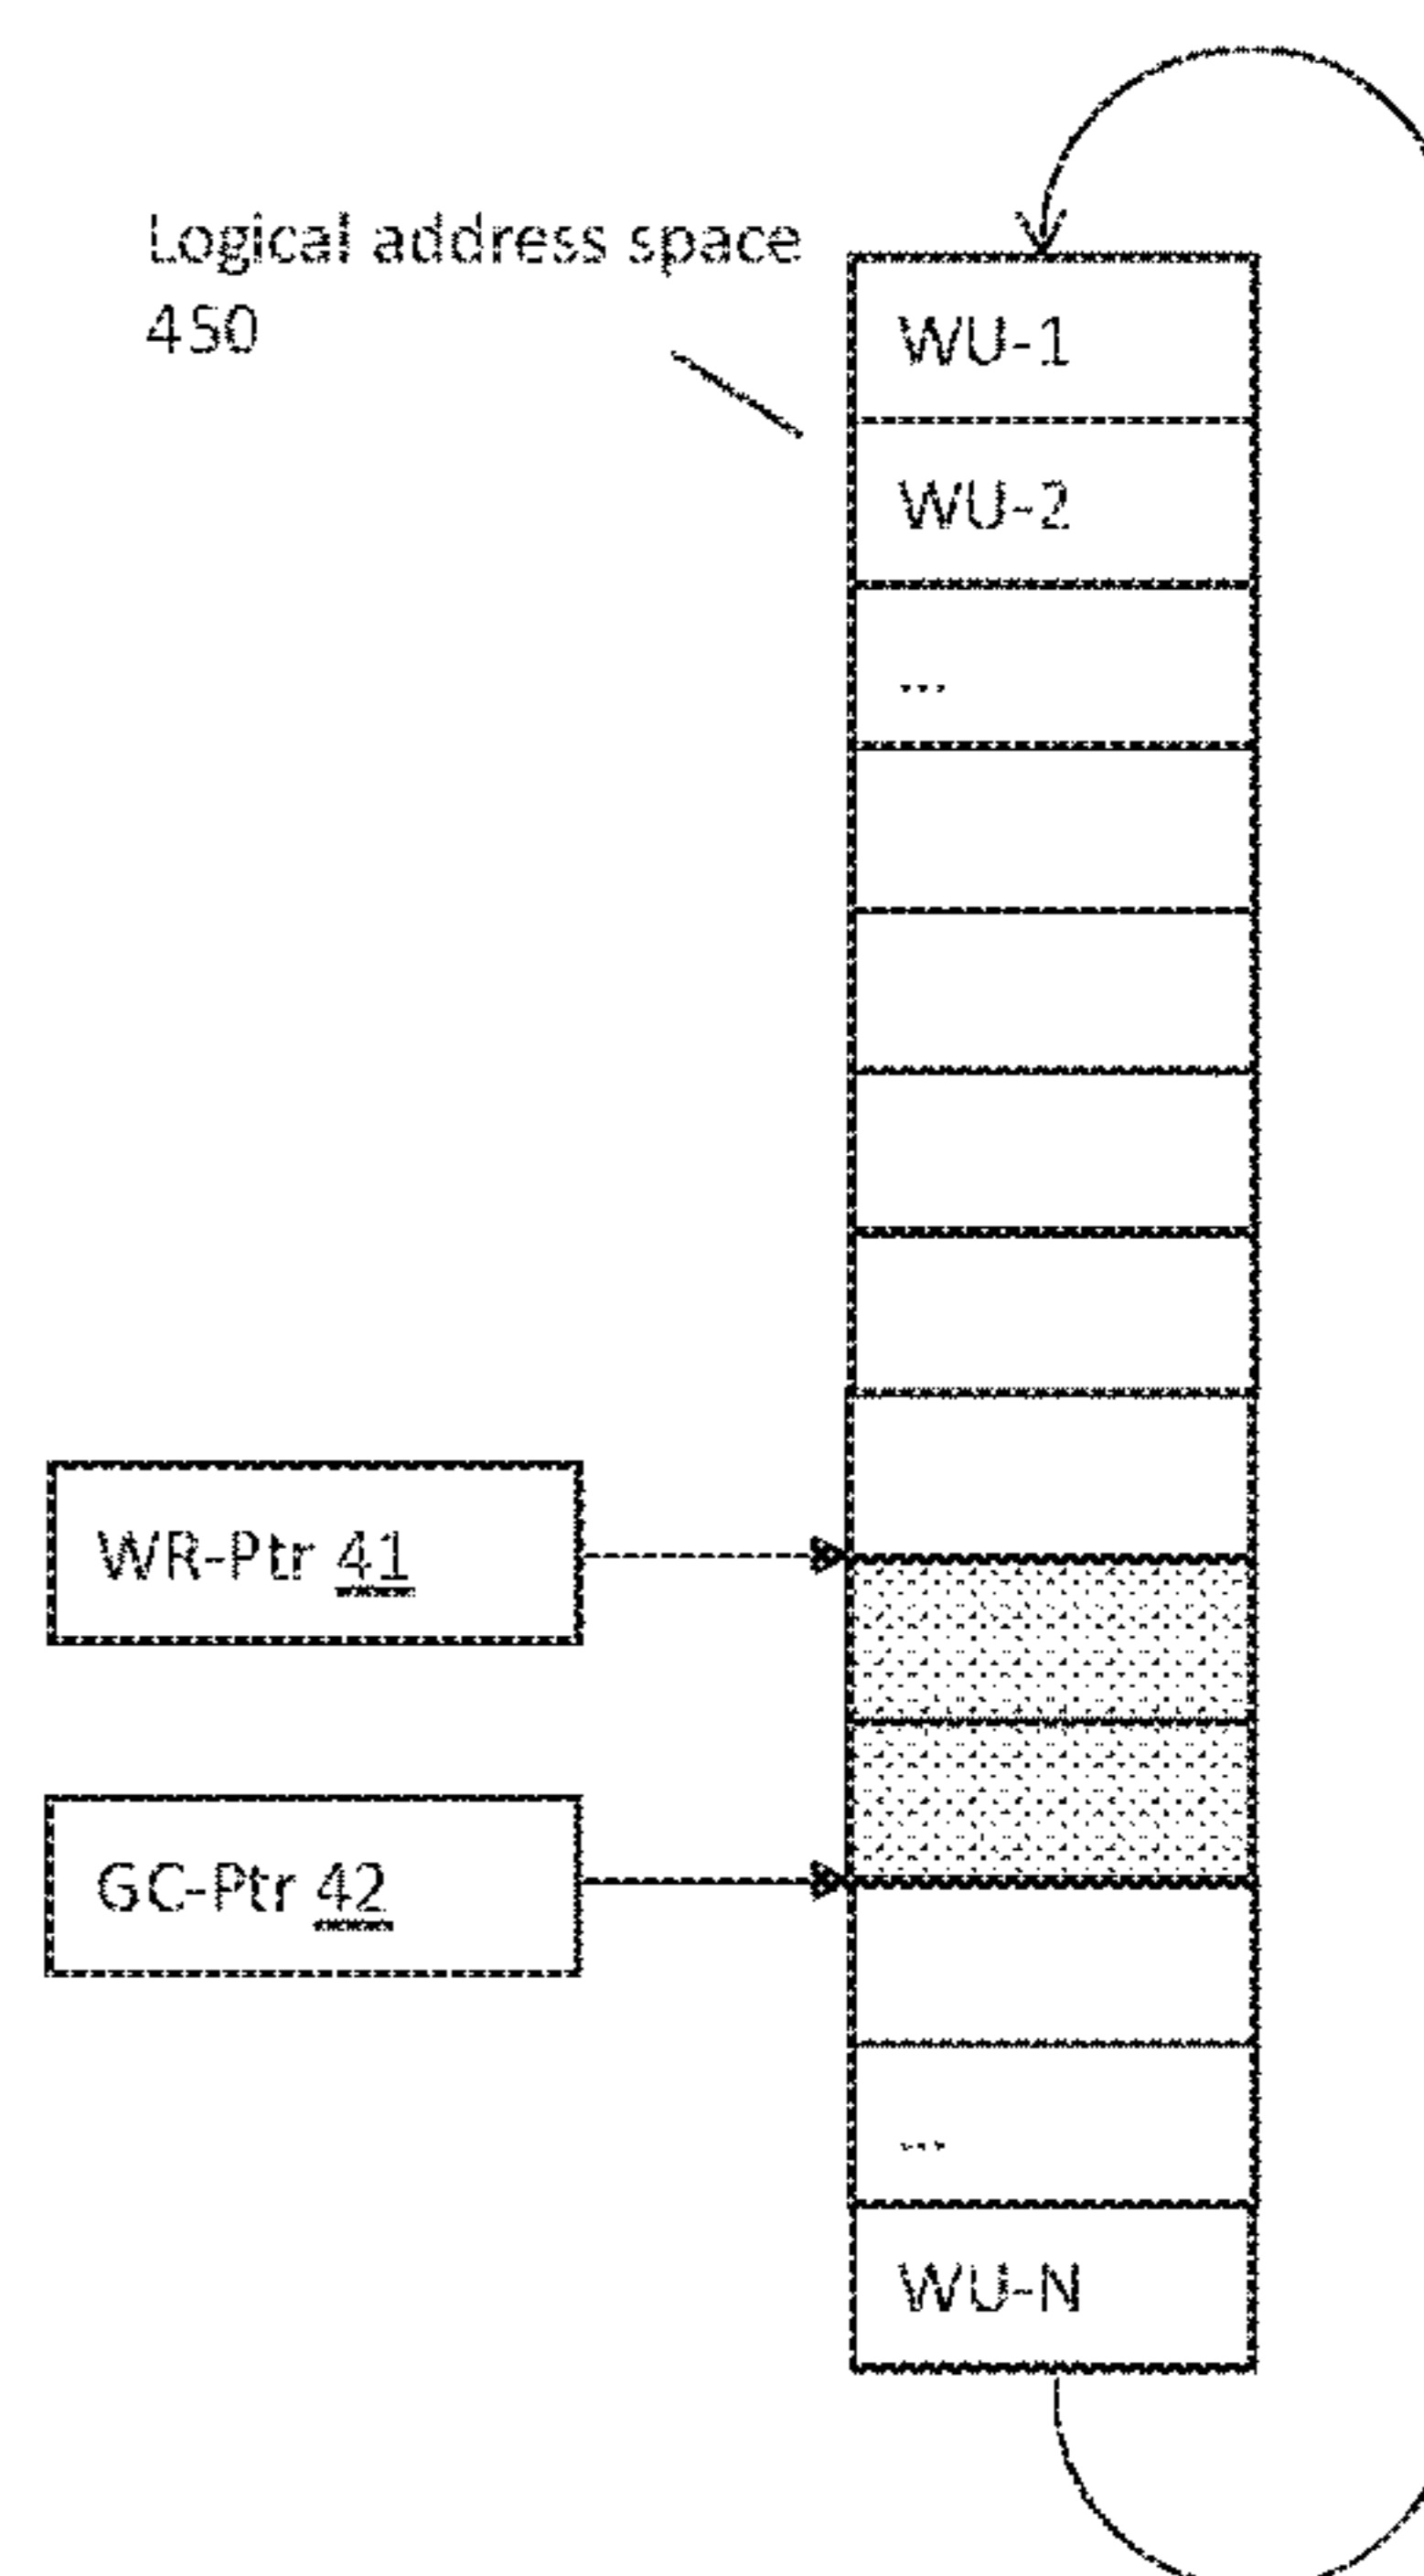 Logical address space
450
WU-1
WU-2
...
WR-Ptr 41
GC-Ptr 42
...
WU-N